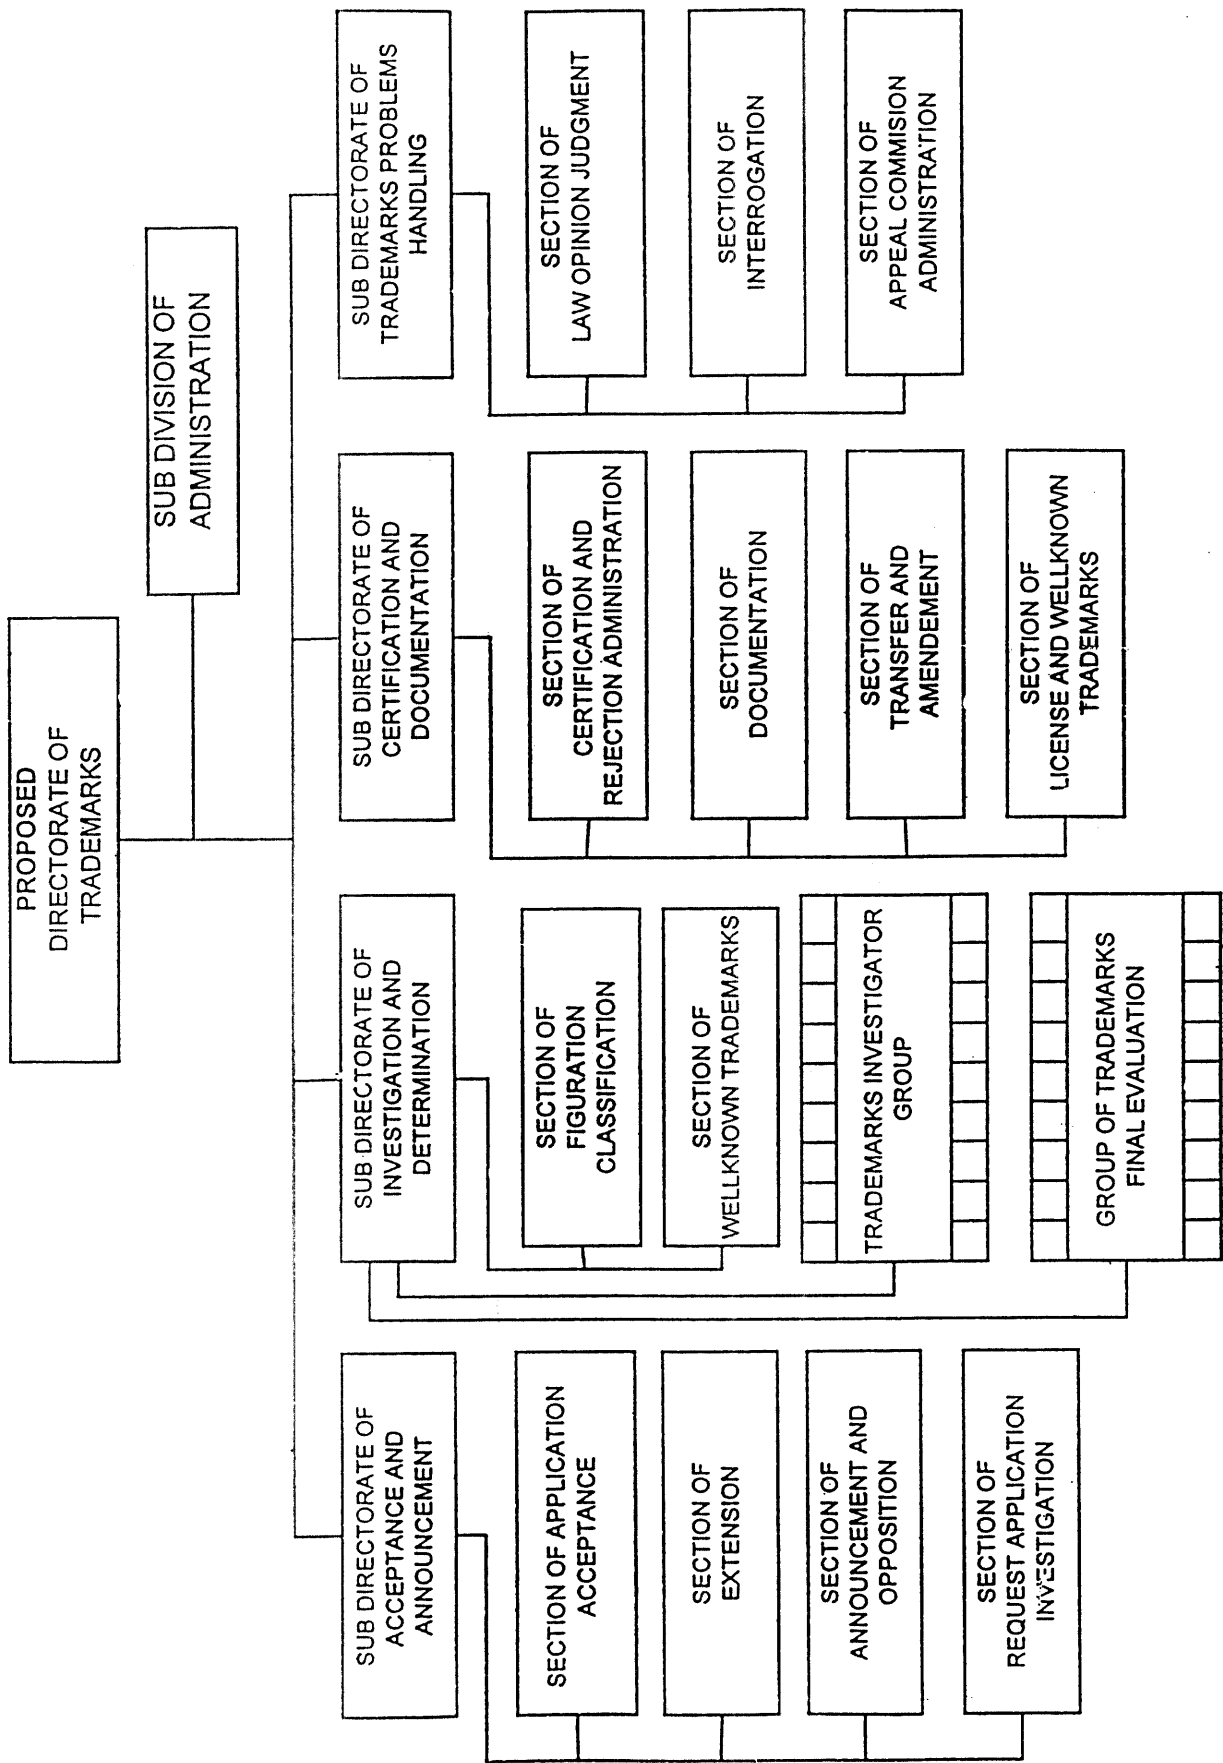 PROPOSED
DIRECTORATE OF
TRADEMARKS
SUB DIVISION OF
ADMINISTRATION
SUB DIRECTORATE OF
ACCEPTANCE AND
ANNOUNCEMENT
SECTION OF APPLICATION
ACCEPTANCE
SECTION OF
EXTENSION
SECTION OF
ANNOUNCEMENT AND
OPPOSITION
SECTION OF
REQUEST APPLICATION
INVESTIGATION
SUB DIRECTORATE OF
INVESTIGATION AND
DETERMINATION
SECTION OF
FIGURATION
CLASSIFICATION
SECTION OF
WELLKNOWN TRADEMARKS
TRADEMARKS INVESTIGATOR
GROUP
GROUP OF TRADEMARKS
FINAL EVALUATION
SUB DIRECTORATE OF
CERTIFICATION AND
DOCUMENTATION
SECTION OF
CERTIFICATION AND
REJECTION ADMINISTRATION
SECTION OF
DOCUMENTATION
SECTION OF
TRANSFER AND
AMENDEMENT
SECTION OF
LICENSE AND WELLKNOWN
TRADEMARKS
SUB DIRECTORATE OF
TRADEMARKS PROBLEMS
HANDLING
SECTION OF
LAW OPINION JUDGMENT
SECTION OF
INTERROGATION
SECTION OF
APPEAL COMMISION
ADMINISTRATION